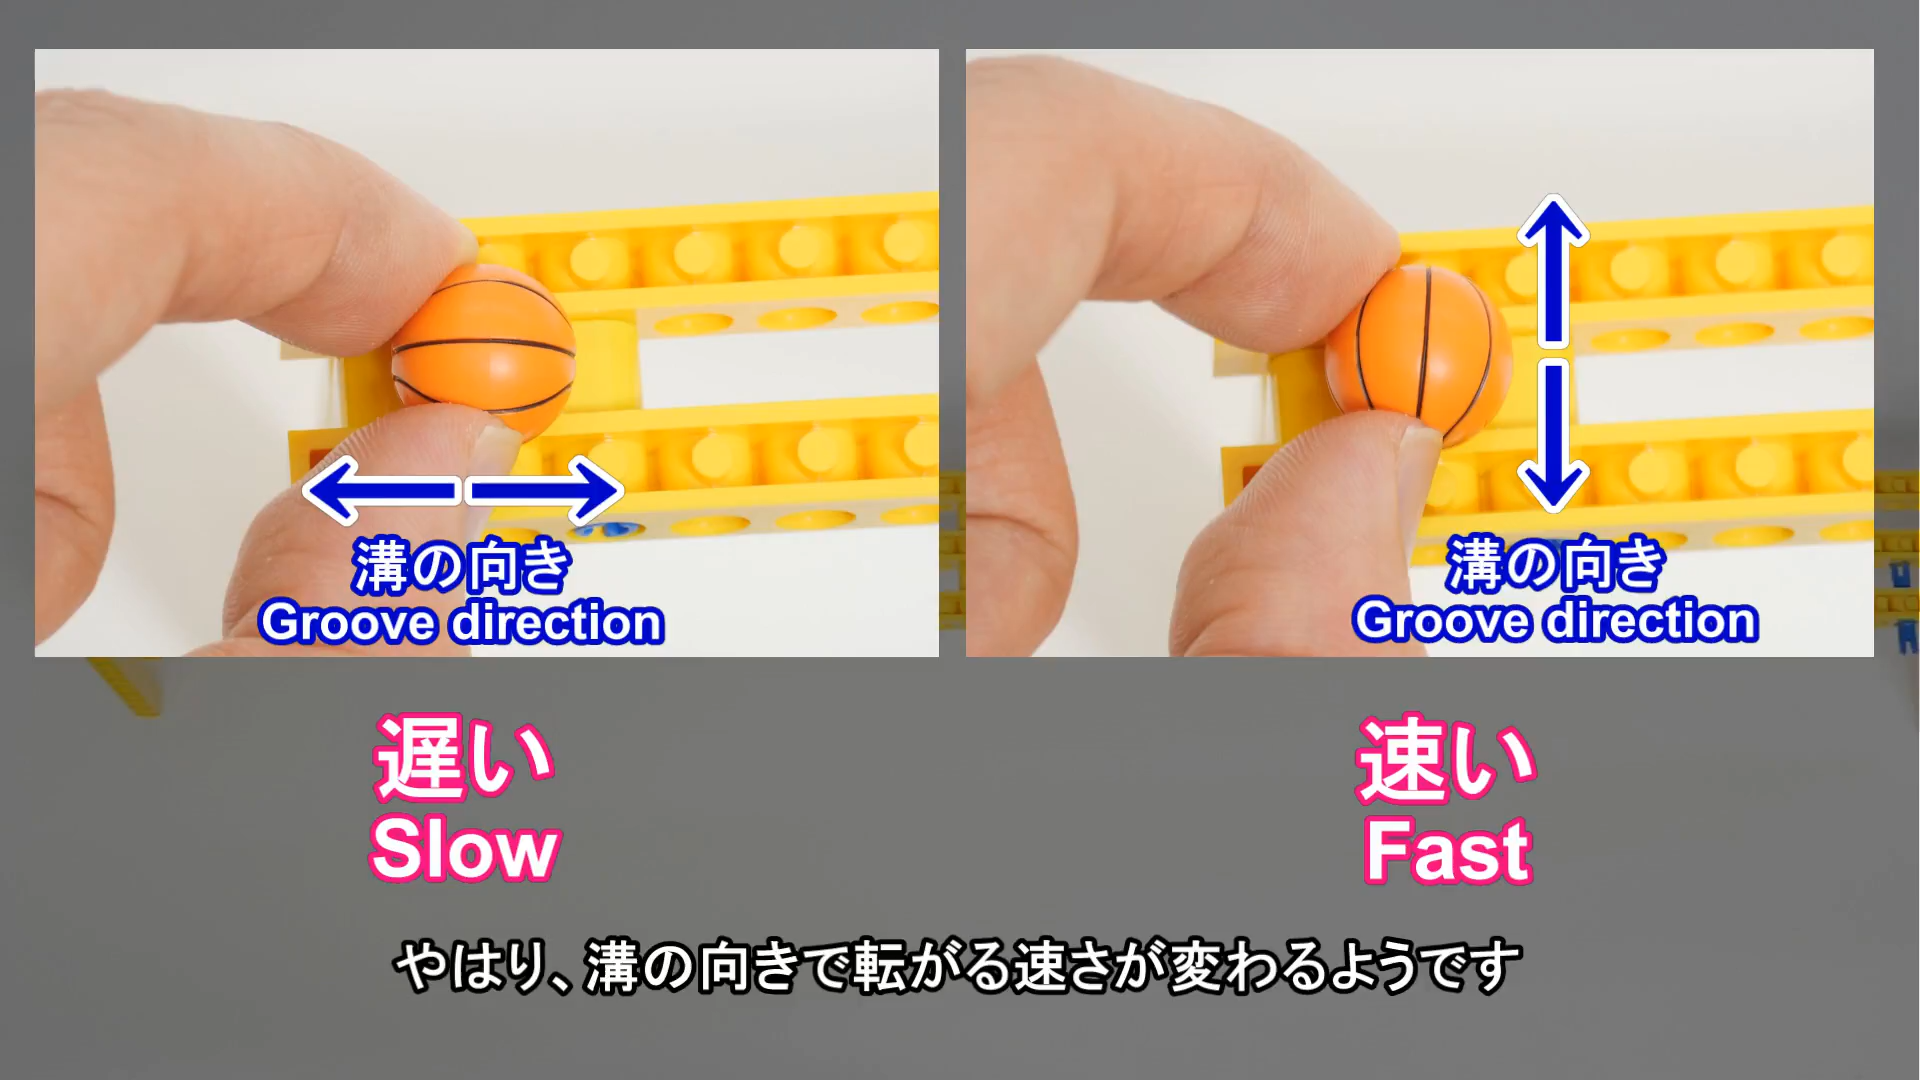 溝の向き
Groove direction
溝の向き
Groove direction
遅い
Slow
速い
Fast
やはり、溝の向きで転がる速さが変わるようです